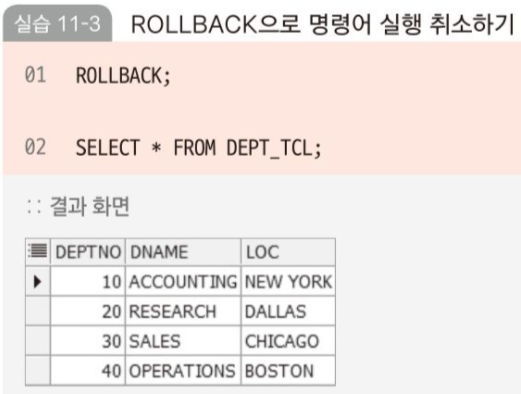 실습 11-3 ROLLBACK으로 명령어 실행 취소하기
01 ROLLBACK;
02 SELECT * FROM DEPT_TCL;
:: 결과 화면
DEPTNO DNAME LOC
10 ACCOUNTING NEW YORK
20 RESEARCH DALLAS
30 SALES CHICAGO
40 OPERATIONS BOSTON